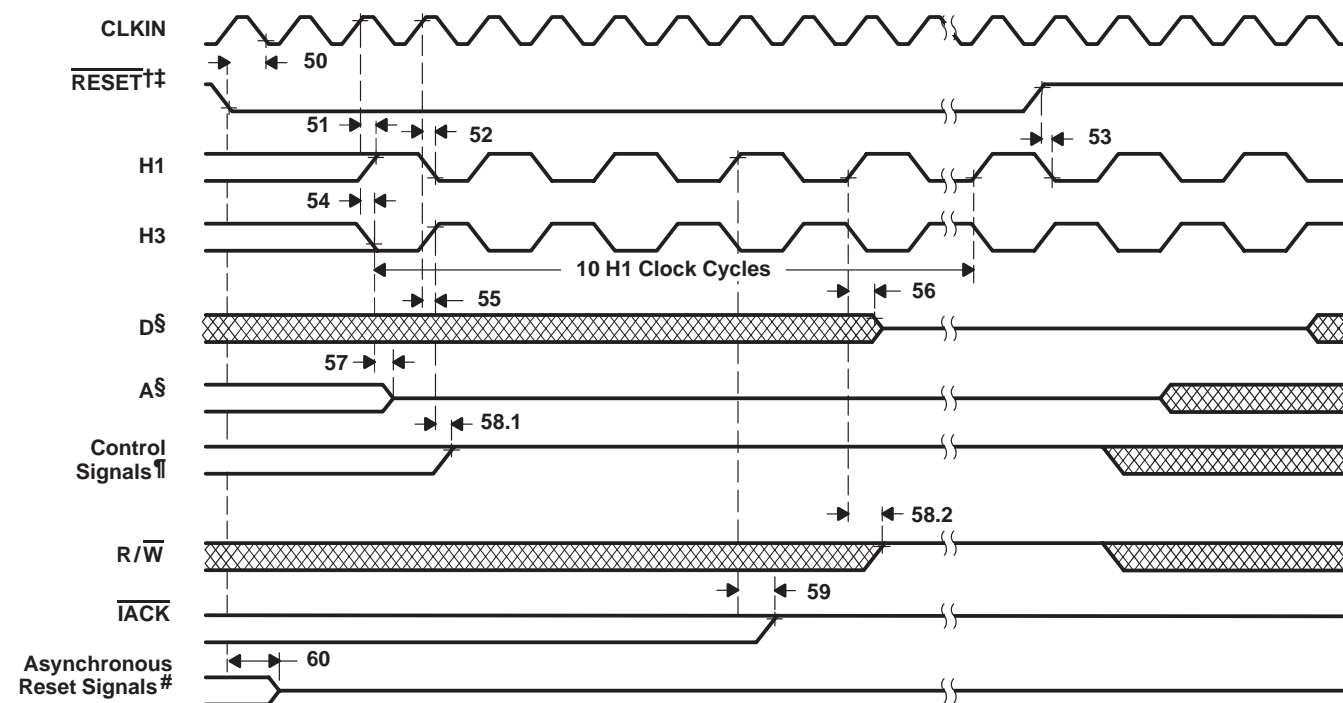 CLKIN
50
RESET†‡
51
52
53
H1
54
H3
10 H1 Clock Cycles
55
56
D§
57
A§
58.1
Control
Signals¶
58.2
R/W
59
IACK
60
Asynchronous
Reset Signals#